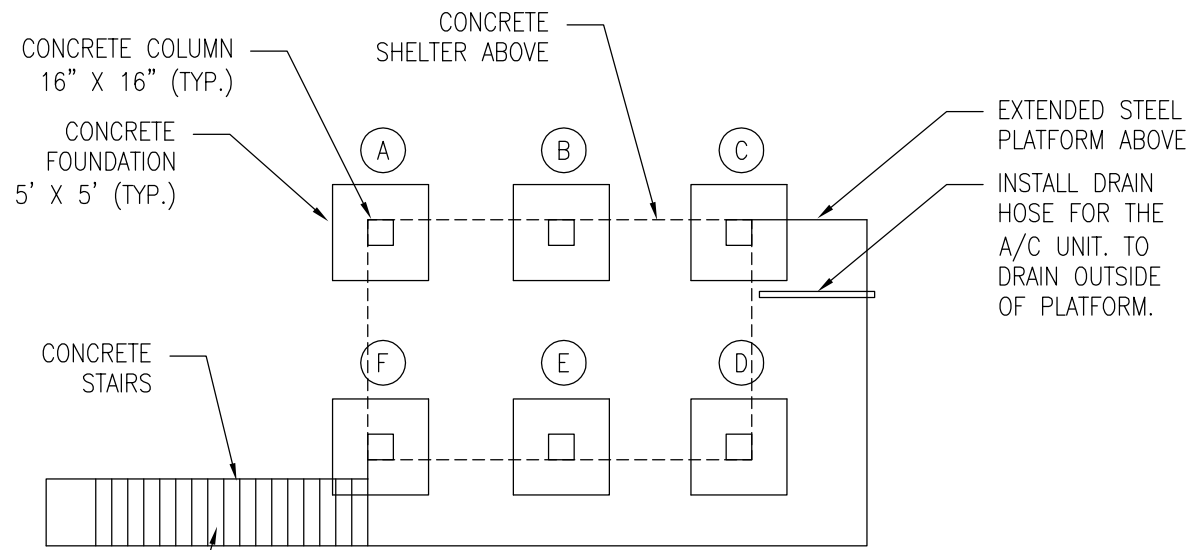 CONCRETE COLUMN
16” X 16” (TYP.)
CONCRETE
SHELTER ABOVE
CONCRETE
FOUNDATION
5’ X 5’ (TYP.)
A
B
C
EXTENDED STEEL
PLATFORM ABOVE
INSTALL DRAIN
HOSE FOR THE
A/C UNIT. TO
DRAIN OUTSIDE
OF PLATFORM.
CONCRETE
STAIRS
F
E
D